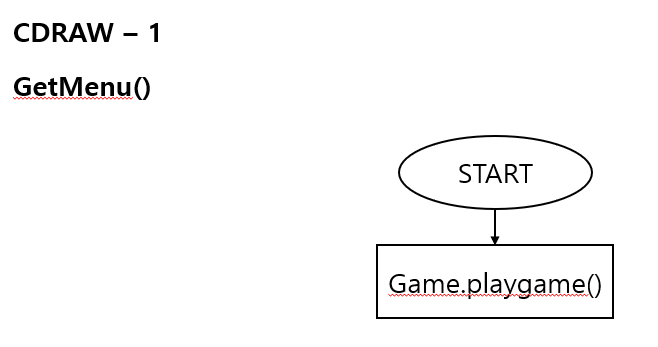 CDRAW – 1
GetMenu()
START
Game.playgame()